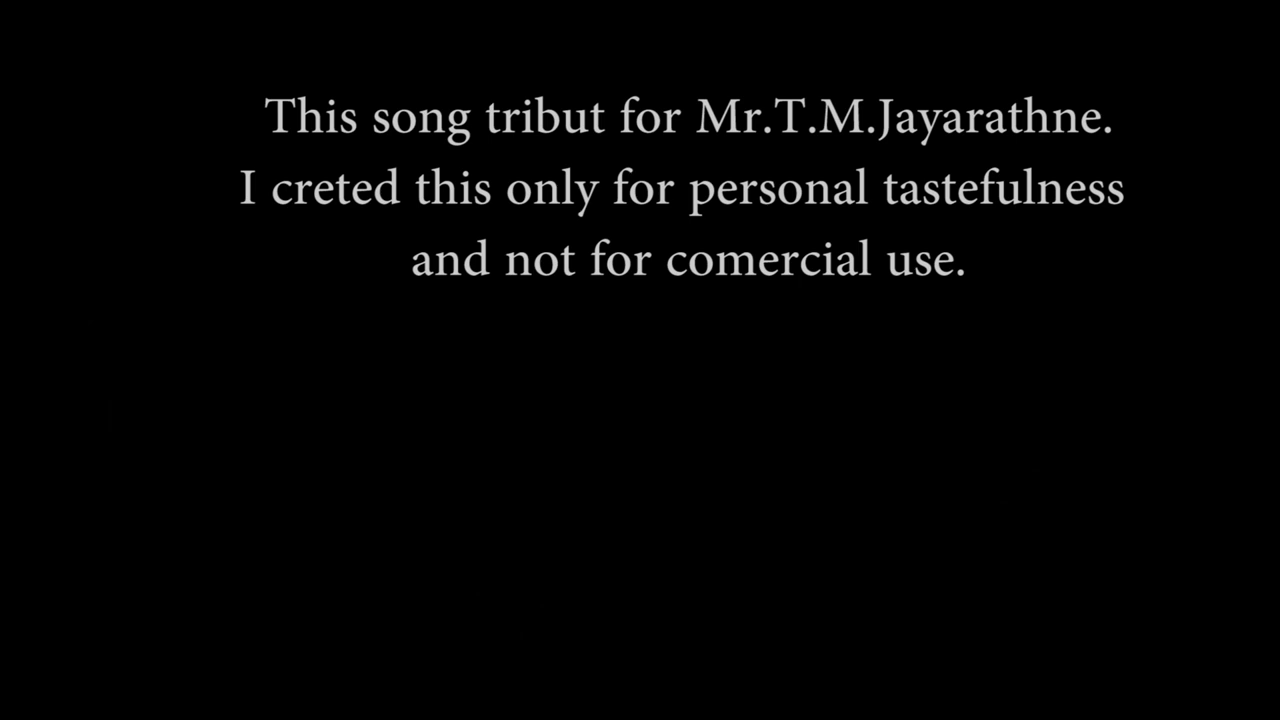 This song tribut for Mr.T.M.Jayarathne.
I creted this only for personal tastefulness
and not for comercial use.